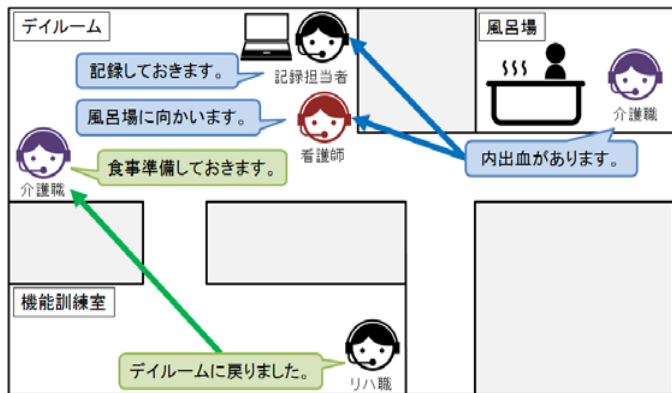 デイルーム
風呂場
記録しておきます。
記録担当者
介護職
風呂場に向かいます。
看護師
内出血があります。
食事準備しておきます。
介護職
機能訓練室
デイルームに戻りました。
リハ職